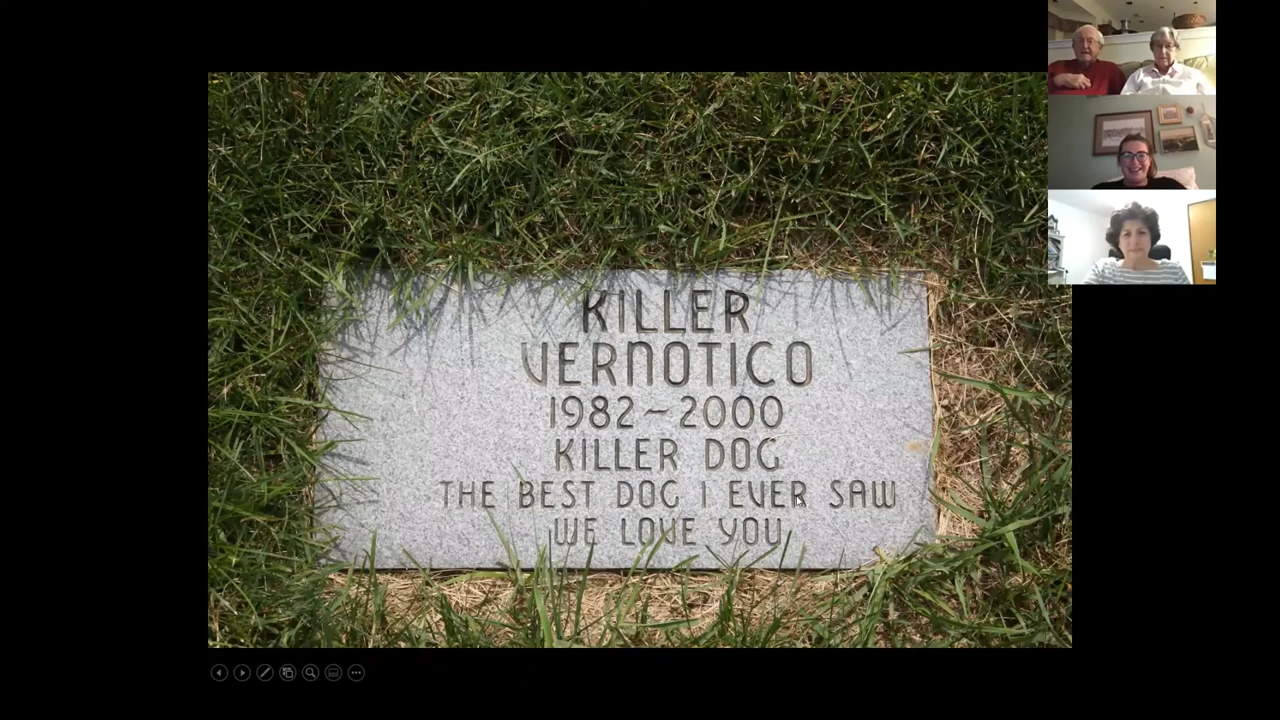 KILLER
VERNOTICO
1982~2000
KILLER DOG
THE BEST DOG I EVER SAW
WE LOVE YOU